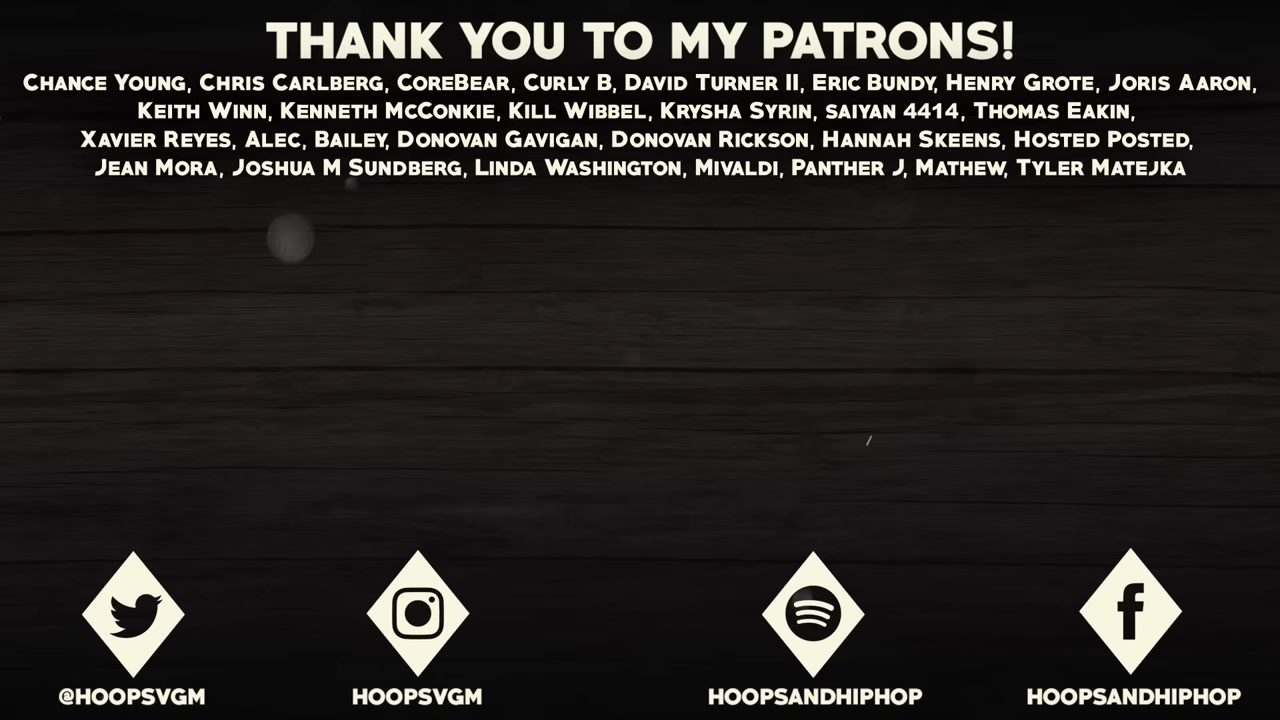 THANK YOU TO MY PATRONS!
Chance Young, Chris Carlberg, CoreBear, Curly B, David Turner II, Eric Bundy, Henry Grote, Joris Aaron,
Keith Winn, Kenneth McConkie, Kill Wibbel, Krysha Syrin, saiyan 4414, Thomas Eakin,
Xavier Reyes, Alec, Bailey, Donovan Gavigan, Donovan Rickson, Hannah Skeens, Hosted Posted,
Jean Mora, Joshua M Sundberg, Linda Washington, Mivaldi, Panther J, Mathew, Tyler Matejka
@HOOPSVGM
HOOPSVGM
HOOPSANDHIPHOP
HOOPSANDHIPHOP